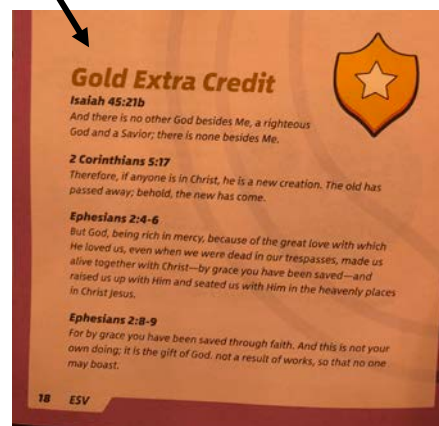 Gold Extra Credit
Isaiah 45:21b
And there is no other God besides Me, a righteous
God and a Savior; there is none besides Me.
2 Corinthians 5:17
Therefore, if anyone is in Christ, he is a new creation. The old has
passed away; behold, the new has come.
Ephesians 2:4-6
But God, being rich in mercy, because of the great love with which
He loved us, even when we were dead in our trespasses, made us
alive together with Christ—by grace you have been saved—and
raised us up with Him and seated us with Him in the heavenly places
in Christ Jesus.
Ephesians 2:8-9
For by grace you have been saved through faith. And this is not your
own doing; it is the gift of God. not a result of works, so that no one
may boast.
18 ESV